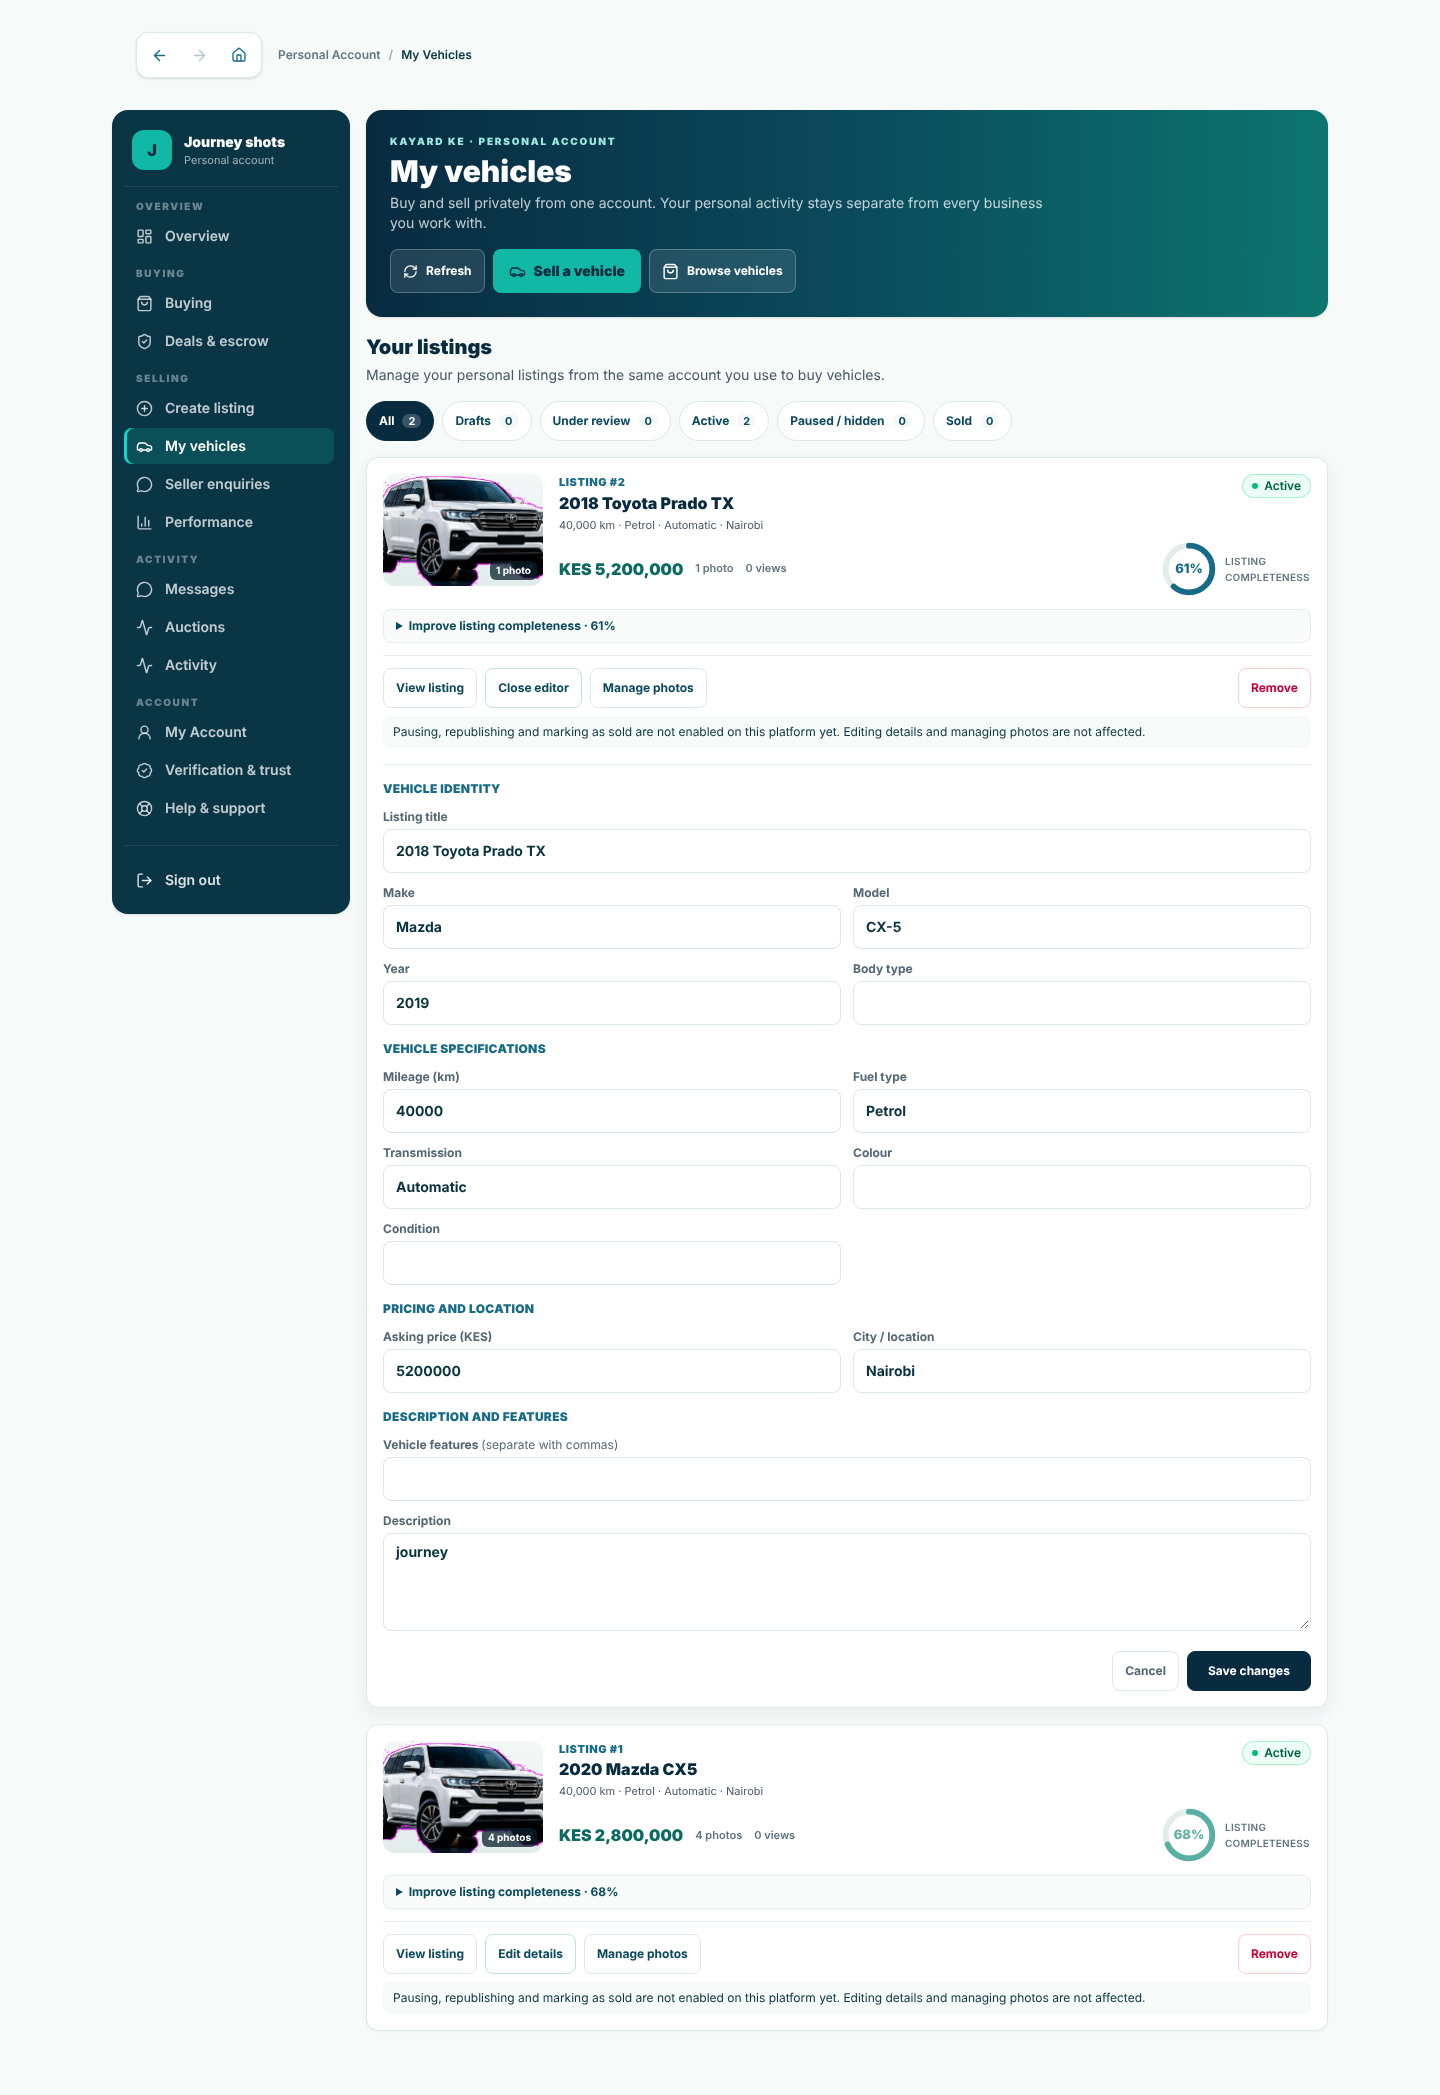 Personal Account / My Vehicles
J
Journey shots
Personal account
OVERVIEW
Overview
BUYING
Buying
Deals & escrow
SELLING
Create listing
My vehicles
Seller enquiries
Performance
ACTIVITY
Messages
Auctions
Activity
ACCOUNT
My Account
Verification & trust
Help & support
Sign out
KAYARD KE · PERSONAL ACCOUNT
My vehicles
Buy and sell privately from one account. Your personal activity stays separate from every business
you work with.
Refresh
Sell a vehicle
Browse vehicles
Your listings
Manage your personal listings from the same account you use to buy vehicles.
All 2
Drafts 0
Under review 0
Active 2
Paused / hidden 0
Sold 0
1 photo
LISTING #2
2018 Toyota Prado TX
40,000 km · Petrol · Automatic · Nairobi
KES 5,200,000 1 photo 0 views
Active
61%
LISTING
COMPLETENESS
Improve listing completeness · 61%
View listing
Close editor
Manage photos
Remove
Pausing, republishing and marking as sold are not enabled on this platform yet. Editing details and managing photos are not affected.
VEHICLE IDENTITY
Listing title
2018 Toyota Prado TX
Make
Mazda
Model
CX-5
Year
2019
Body type
VEHICLE SPECIFICATIONS
Mileage (km)
40000
Fuel type
Petrol
Transmission
Automatic
Colour
Condition
PRICING AND LOCATION
Asking price (KES)
5200000
City / location
Nairobi
DESCRIPTION AND FEATURES
Vehicle features (separate with commas)
Description
journey
Cancel
Save changes
4 photos
LISTING #1
2020 Mazda CX5
40,000 km · Petrol · Automatic · Nairobi
KES 2,800,000 4 photos 0 views
Active
68%
LISTING
COMPLETENESS
Improve listing completeness · 68%
View listing
Edit details
Manage photos
Remove
Pausing, republishing and marking as sold are not enabled on this platform yet. Editing details and managing photos are not affected.